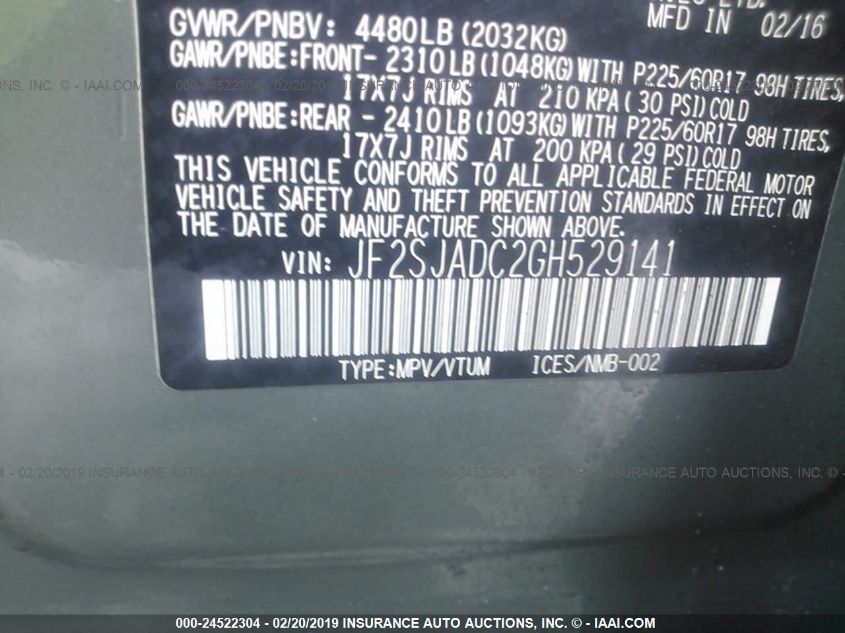 LTD.
MFD IN 02/16
GVWR/PNBV: 4480LB (2032KG)
GAWR/PNBE:FRONT- 2310LB (1048KG) WITH P225/60R17 98H TIRES,
17X7J RIMS AT 210 KPA ( 30 PSI) COLD
GAWR/PNBE:REAR - 2410LB (1093KG) WITH P225/60R17 98H TIRES,
17X7J RIMS AT 200 KPA ( 29 PSI) COLD
THIS VEHICLE CONFORMS TO ALL APPLICABLE FEDERAL MOTOR
VEHICLE SAFETY AND THEFT PREVENTION STANDARDS IN EFFECT ON
THE DATE OF MANUFACTURE SHOWN ABOVE.
VIN: JF2SJADC2GH529141
TYPE:MPV/VTUM ICES/NMB-002
000-24522304 - 02/20/2019 INSURANCE AUTO AUCTIONS, INC. - IAAI.COM